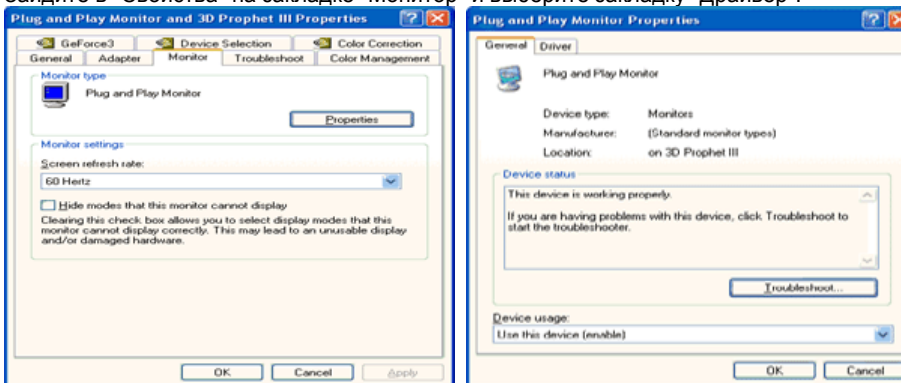 Зайдите в "Свойства" на закладке "Монитор" и выберите закладку "Драйвер".
Plug and Play Monitor and 3D Prophet III Properties
GeForce3 Device Selection Color Correction
General Adapter Monitor Troubleshoot Color Management
Monitor type
Plug and Play Monitor
Properties
Monitor settings
Screen refresh rate:
60 Hertz
Hide modes that this monitor cannot display
Clearing this check box allows you to select display modes that this
monitor cannot display correctly. This may lead to an unusable display
and/or damaged hardware.
OK Cancel Apply
Plug and Play Monitor Properties
General Driver
Plug and Play Monitor
Device type: Monitors
Manufacturer: (Standard monitor types)
Location: on 3D Prophet III
Device status
This device is working properly.
If you are having problems with this device, click Troubleshoot to
start the troubleshooter.
Troubleshoot...
Device usage:
Use this device (enable)
OK Cancel